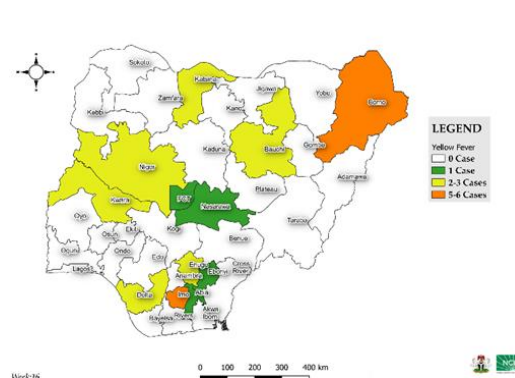 Sokoto
Katsina
Jigawa
Yobe
Borno
Zamfara
Kebbi
Kano
Kaduna
Bauchi
Gombe
Niger
Adamawa
Plateau
FCT
Nasarawa
Kwara
Oyo
Taraba
Kogi
Ekiti
Osun
Benue
Ogun
Ondo
Edo
Enugu
Lagos
Anambra
Ebonyi
Cross
River
Delta
Imo
Abia
Akwa
Ibom
Bayelsa
Rivers
LEGEND
Yellow Fever
0 Case
1 Case
2-3 Cases
5-6 Cases
0 100 200 300 400 km